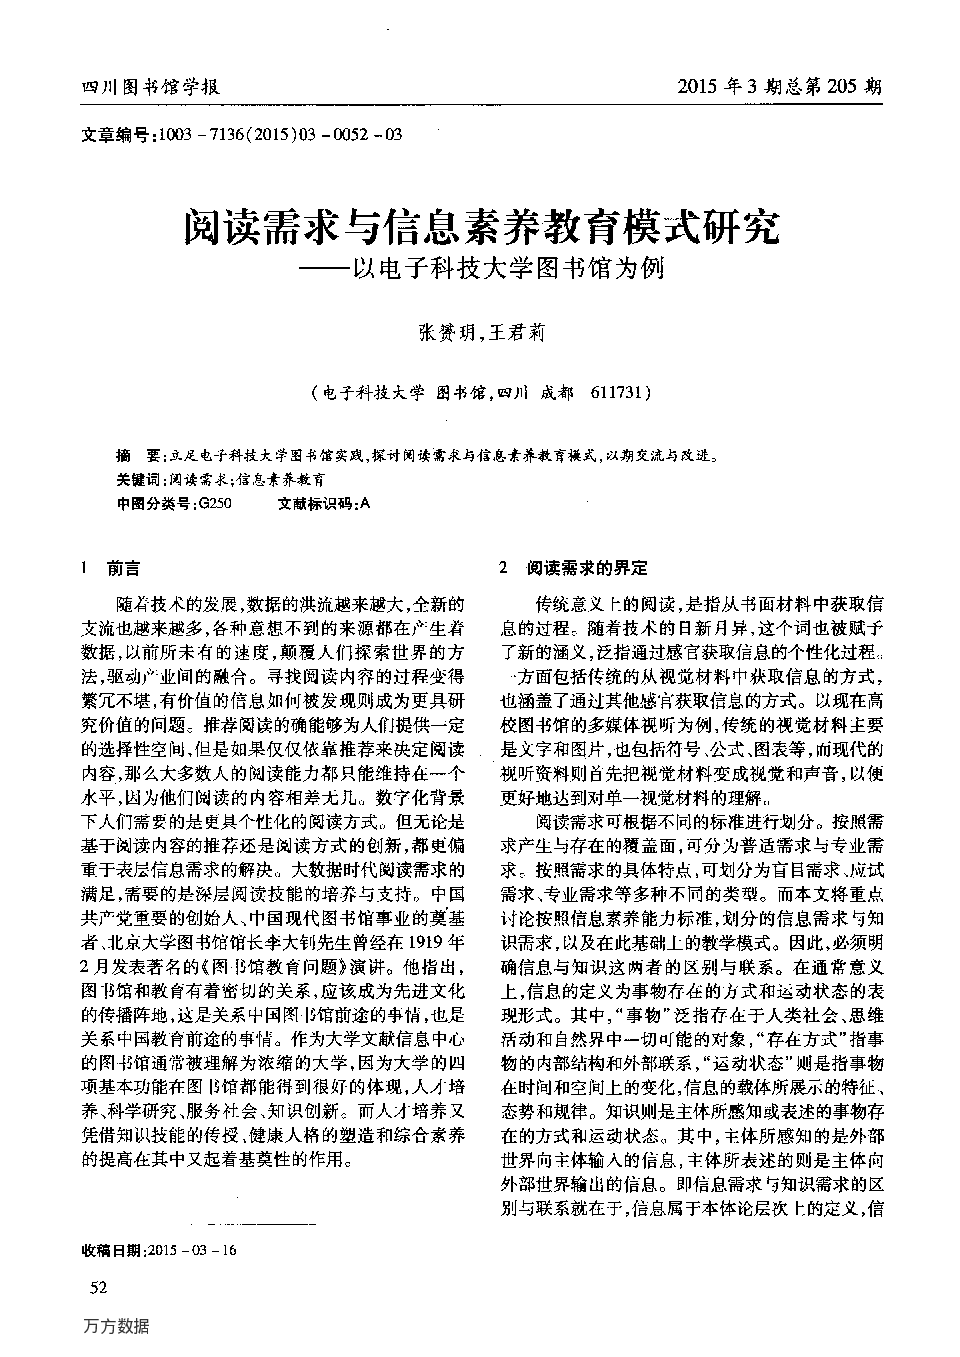 四川图书馆学报
2015年3期总第205期
文章编号:1003-7136(2015)03-0052-03
阅读需求与信息素养教育模式研究
——以电子科技大学图书馆为例
张赟玥,王君莉
(电子科技大学 图书馆,四川 成都 611731)
摘 要:立足电子科技大学图书馆实践,探讨阅读需求与信息素养教育模式,以期交流与改进。
关键词:阅读需求;信息素养教育
中图分类号:G250 文献标识码:A
1 前言
随着技术的发展,数据的洪流越来越大,全新的
支流也越来越多,各种意想不到的来源都在产生着
数据,以前所未有的速度,颠覆人们探索世界的方
法,驱动产业间的融合。寻找阅读内容的过程变得
繁冗不堪,有价值的信息如何被发现则成为更具研
究价值的问题。推荐阅读的确能够为人们提供一定
的选择性空间,但是如果仅仅依靠推荐来决定阅读
内容,那么大多数人的阅读能力都只能维持在一个
水平,因为他们阅读的内容相差无几。数字化背景
下人们需要的是更具个性化的阅读方式。但无论是
基于阅读内容的推荐还是阅读方式的创新,都更偏
重于表层信息需求的解决。大数据时代阅读需求的
满足,需要的是深层阅读技能的培养与支持。中国
共产党重要的创始人、中国现代图书馆事业的奠基
者、北京大学图书馆馆长李大钊先生曾经在1919年
2月发表著名的《图书馆教育问题》演讲。他指出,
图书馆和教育有着密切的关系,应该成为先进文化
的传播阵地,这是关系中国图书馆前途的事情,也是
关系中国教育前途的事情。作为大学文献信息中心
的图书馆通常被理解为浓缩的大学,因为大学的四
项基本功能在图书馆都能得到很好的体现,人才培
养、科学研究、服务社会、知识创新。而人才培养又
凭借知识技能的传授、健康人格的塑造和综合素养
的提高在其中又起着基奠性的作用。
收稿日期:2015-03-16
52
2 阅读需求的界定
传统意义上的阅读,是指从书面材料中获取信
息的过程。随着技术的日新月异,这个词也被赋予
了新的涵义,泛指通过感官获取信息的个性化过程。
一方面包括传统的从视觉材料中获取信息的方式,
也涵盖了通过其他感官获取信息的方式。以现在高
校图书馆的多媒体视听为例,传统的视觉材料主要
是文字和图片,也包括符号、公式、图表等,而现代的
视听资料则首先把视觉材料变成视觉和声音,以便
更好地达到对单一视觉材料的理解。
阅读需求可根据不同的标准进行划分。按照需
求产生与存在的覆盖面,可分为普适需求与专业需
求。按照需求的具体特点,可划分为盲目需求、应试
需求、专业需求等多种不同的类型。而本文将重点
讨论按照信息素养能力标准,划分的信息需求与知
识需求,以及在此基础上的教学模式。因此,必须明
确信息与知识这两者的区别与联系。在通常意义
上,信息的定义为事物存在的方式和运动状态的表
现形式。其中,“事物”泛指存在于人类社会、思维
活动和自然界中一切可能的对象,“存在方式”指事
物的内部结构和外部联系,“运动状态”则是指事物
在时间和空间上的变化,信息的载体所展示的特征、
态势和规律。知识则是主体所感知或表述的事物存
在的方式和运动状态。其中,主体所感知的是外部
世界向主体输入的信息,主体所表述的则是主体向
外部世界输出的信息。即信息需求与知识需求的区
别与联系就在于,信息属于本体论层次上的定义,信
万方数据